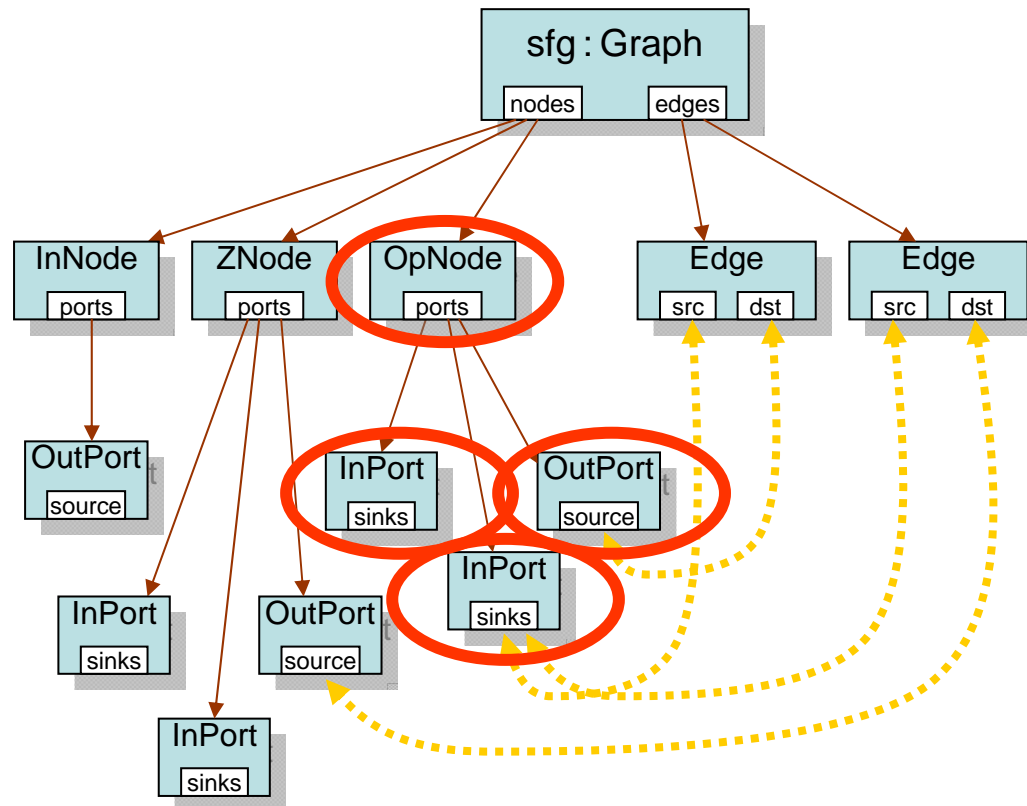 sfg : Graph
nodes edges
InNode ZNode OpNode Edge Edge
ports ports ports src dst src dst
OutPort InPort OutPort
source sinks source
InPort
InPort OutPort sinks
sinks source
InPort
sinks